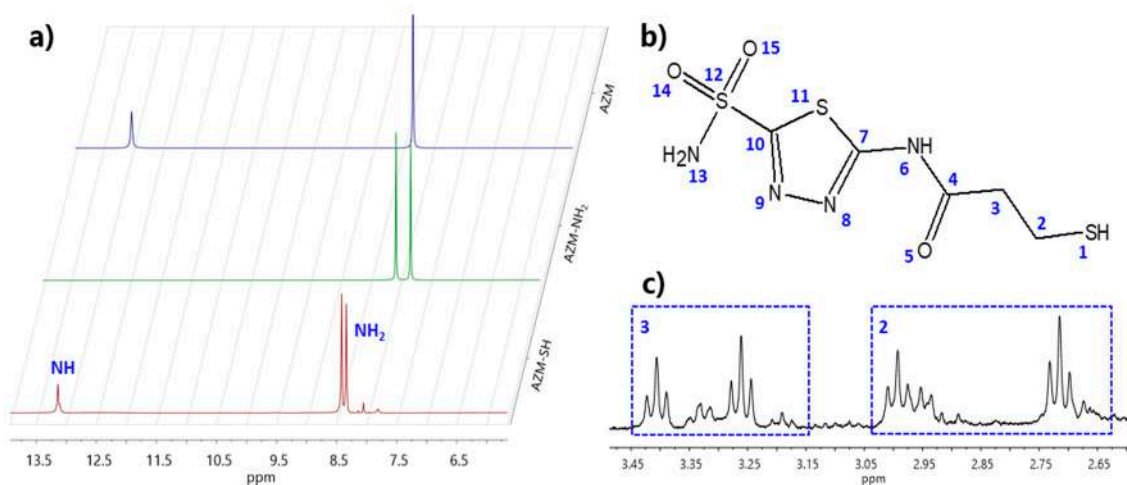 a)
AZM
AZM-NH2
AZM-SH
NH
NH2
13.5 12.5 11.5 10.5 9.5 8.5 7.5 6.5
ppm
b)
O 15
O 14
12
S
H2N
13
11
S
10
7
N 9
N 8
NH
6
4
3
2
O 5
SH
1
c)
3
2
3.45 3.35 3.25 3.15 3.05 2.95 2.85 2.75 2.65
ppm